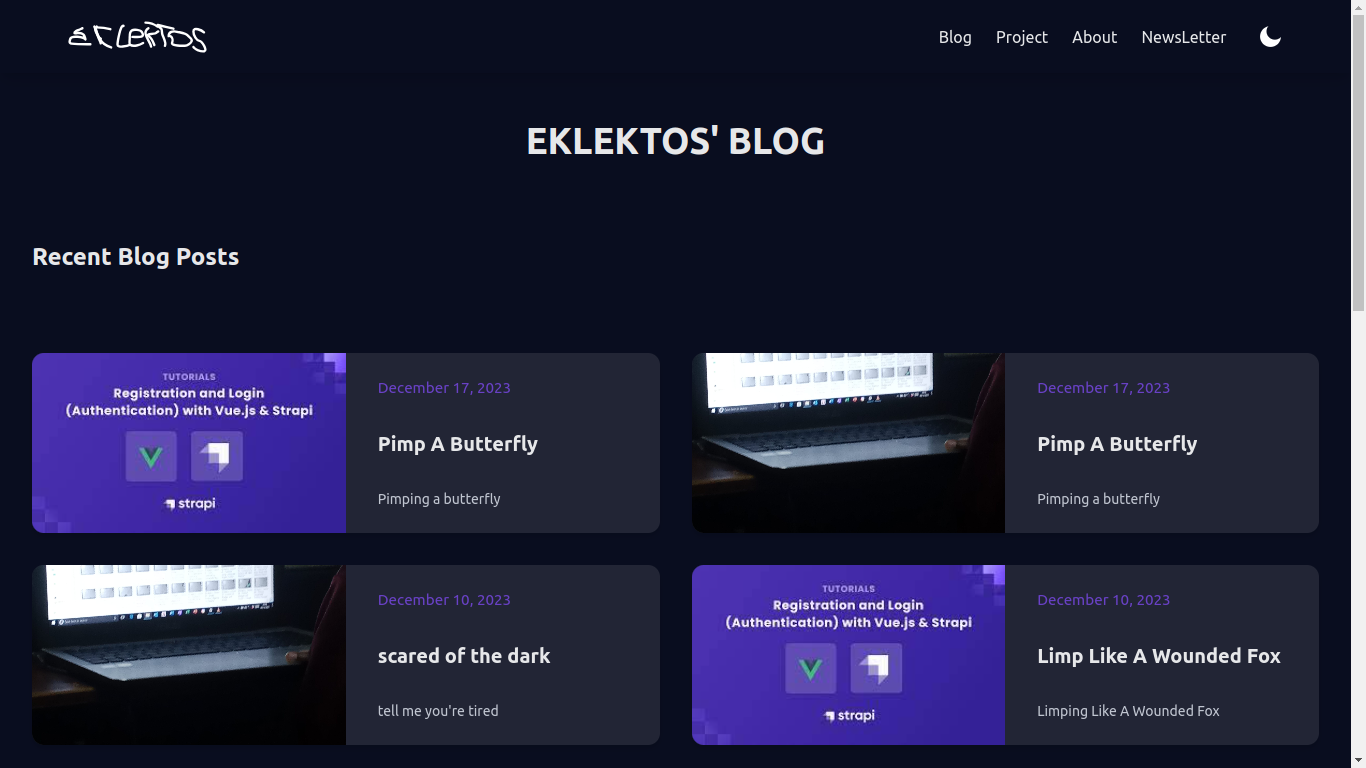 EKLEKTOS
Blog Project About NewsLetter
EKLEKTOS' BLOG
Recent Blog Posts
TUTORIALS
Registration and Login
(Authentication) with Vue.js & Strapi
strapi
December 17, 2023
Pimp A Butterfly
Pimping a butterfly
December 17, 2023
Pimp A Butterfly
Pimping a butterfly
December 10, 2023
scared of the dark
tell me you're tired
TUTORIALS
Registration and Login
(Authentication) with Vue.js & Strapi
strapi
December 10, 2023
Limp Like A Wounded Fox
Limping Like A Wounded Fox